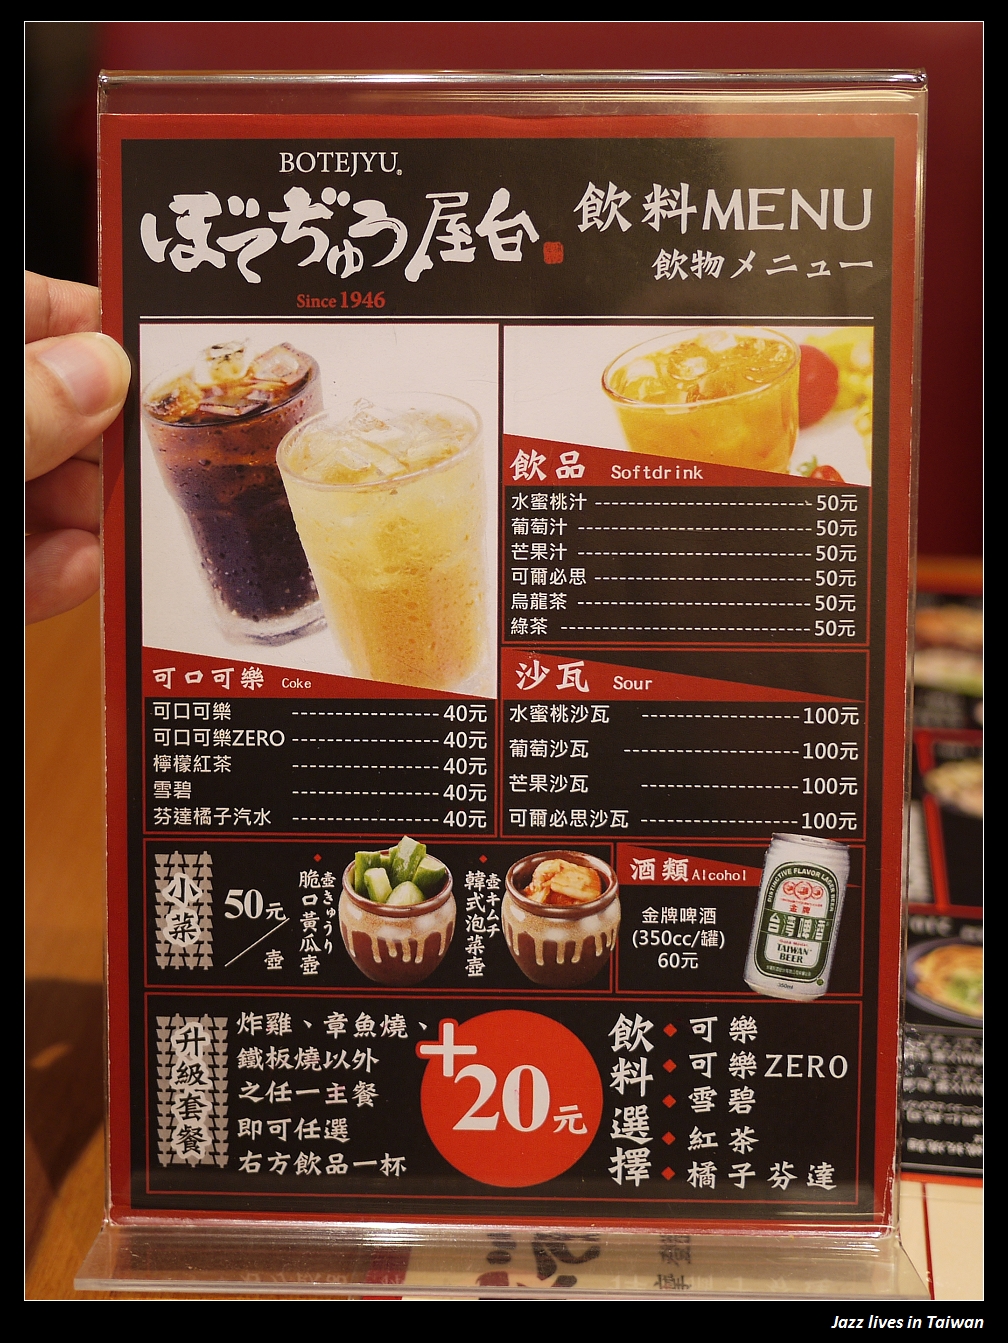 BOTEJYU
ぼてぢゅう屋台
Since 1946
飲料MENU
飲物メニュー
可口可樂 Coke
可口可樂 ---------------- 40元
可口可樂ZERO ---------------- 40元
檸檬紅茶 ---------------- 40元
雪碧 ---------------- 40元
芬達橘子汽水 ---------------- 40元
飲品 Softdrink
水蜜桃汁 ---------------- 50元
葡萄汁 ---------------- 50元
芒果汁 ---------------- 50元
可爾必思 ---------------- 50元
烏龍茶 ---------------- 50元
綠茶 ---------------- 50元
沙瓦 Sour
水蜜桃沙瓦 ---------------- 100元
葡萄沙瓦 ---------------- 100元
芒果沙瓦 ---------------- 100元
可爾必思沙瓦 ---------------- 100元
小菜
50元/壺
壺きゅうり
脆口黃瓜壺
壺キムチ
韓式泡菜壺
酒類 Alcohol
金牌啤酒
(350cc/罐)
60元
DISTINCTIVE FLAVOR LAGER BEER
金牌
台灣啤酒
TAIWAN
BEER
350ml
升級套餐
炸雞、章魚燒、
鐵板燒以外
之任一主餐
即可任選
右方飲品一杯
+20元
飲料選擇
可樂
可樂ZERO
雪碧
紅茶
橘子芬達
Jazz lives in Taiwan